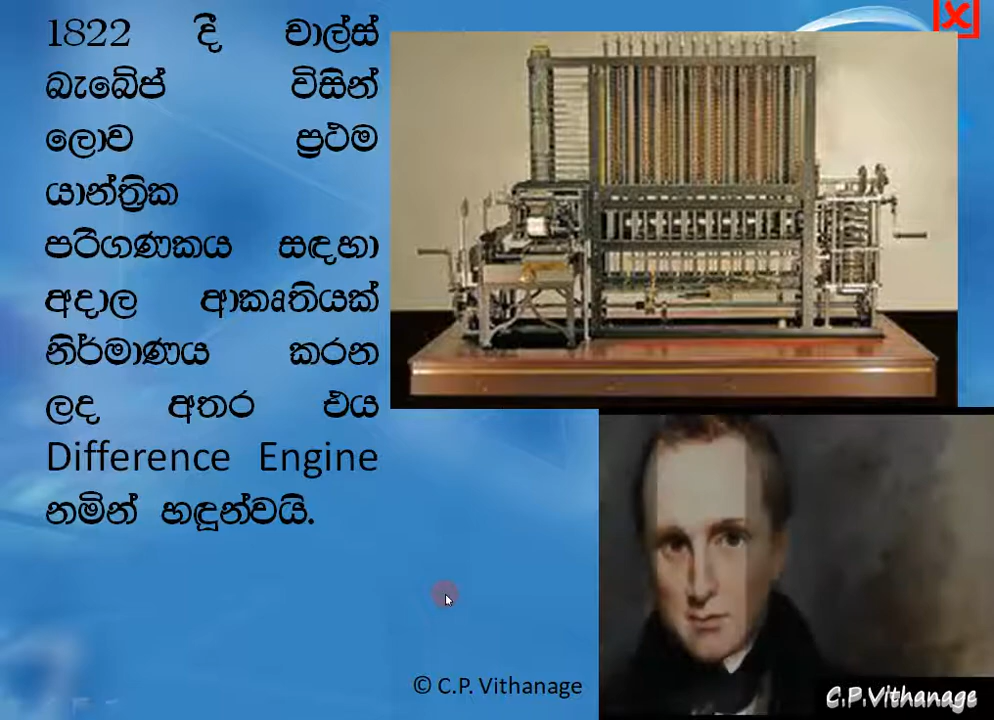 1822 දී චාල්ස්
බැබේජ් විසින්
ලොව ප්‍රථම
යාන්ත්‍රික
පරිගණකය සඳහා
අදාල ආකෘතියක්
නිර්මාණය කරන
ලද අතර එය
Difference Engine
නමින් හඳුන්වයි.
© C.P. Vithanage
C.P.Vithanage